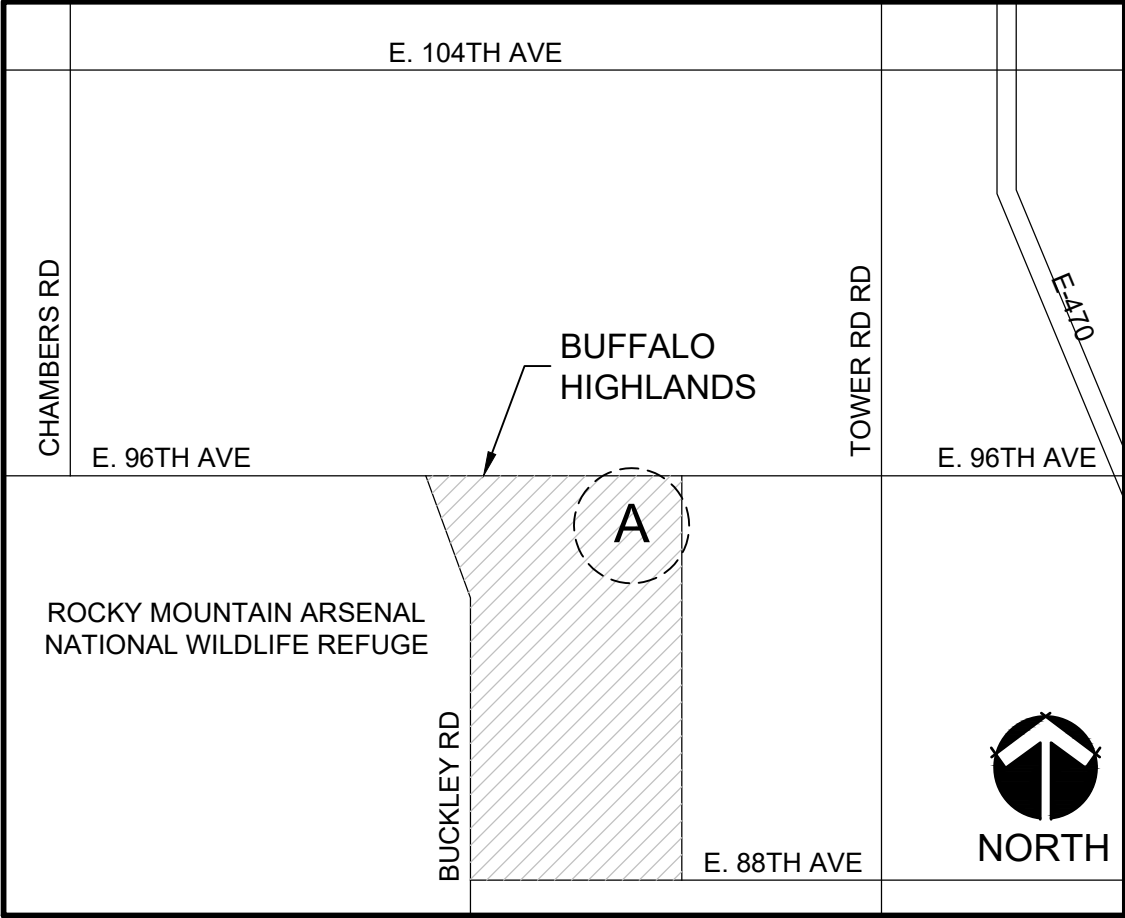 E. 104TH AVE
CHAMBERS RD
TOWER RD RD
E-470
BUFFALO
HIGHLANDS
E. 96TH AVE
E. 96TH AVE
A
ROCKY MOUNTAIN ARSENAL
NATIONAL WILDLIFE REFUGE
BUCKLEY RD
NORTH
E. 88TH AVE